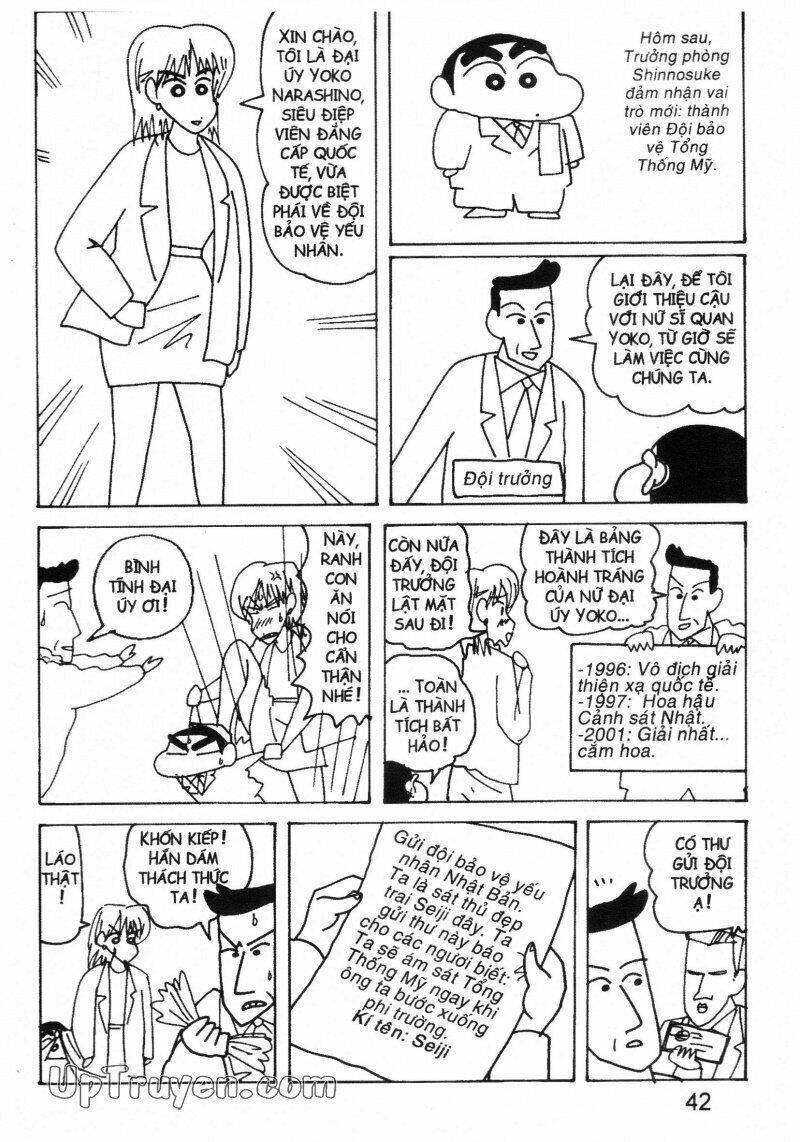 Hôm sau,
Trưởng phòng
Shinnosuke
đảm nhận vai
trò mới: thành
viên Đội bảo
vệ Tổng
Thống Mỹ.
LẠI ĐÂY, ĐỂ TÔI
GIỚI THIỆU CẬU
VỚI NỮ SĨ QUAN
YOKO, TỪ GIỜ SẼ
LÀM VIỆC CÙNG
CHÚNG TA.
Đội trưởng
XIN CHÀO,
TÔI LÀ ĐẠI
ÚY YOKO
NARASHINO,
SIÊU ĐIỆP
VIÊN ĐẲNG
CẤP QUỐC
TẾ, VỪA
ĐƯỢC BIỆT
PHÁI VỀ ĐỘI
BẢO VỆ YẾU
NHÂN.
ĐÂY LÀ BẢNG
THÀNH TÍCH
HOÀNH TRÁNG
CỦA NỮ ĐẠI
ÚY YOKO...
-1996: Vô địch giải
thiện xạ quốc tế.
-1997: Hoa hậu
Cảnh sát Nhật.
-2001: Giải nhất...
cắm hoa.
CÒN NỮA
ĐẤY, ĐỘI
TRƯỞNG
LẬT MẶT
SAU ĐI!
... TOÀN
LÀ THÀNH
TÍCH BẤT
HẢO!
NÀY,
RANH
CON
ĂN
NÓI
CHO
CẨN
THẬN
NHÉ!
BÌNH
TĨNH ĐẠI
ÚY ƠI!
CÓ THƯ
GỬI ĐỘI
TRƯỞNG
Ạ!
Gửi đội bảo vệ yếu
nhân Nhật Bản.
Ta là sát thủ đẹp
trai Seiji đây. Ta
gửi thư này báo
cho các ngươi biết:
Ta sẽ ám sát Tổng
Thống Mỹ ngay khi
ông ta bước xuống
phi trường.
Kí tên: Seiji
KHỐN KIẾP!
HẮN DÁM
THÁCH THỨC
TA!
LÁO
THẬT
!
UpTruyen.com
42